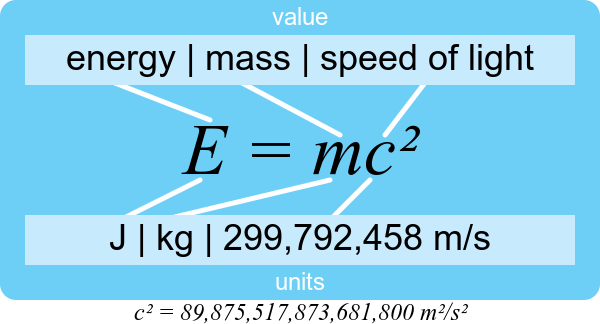 value
energy | mass | speed of light
E = mc²
J | kg | 299,792,458 m/s
units
c² = 89,875,517,873,681,800 m²/s²